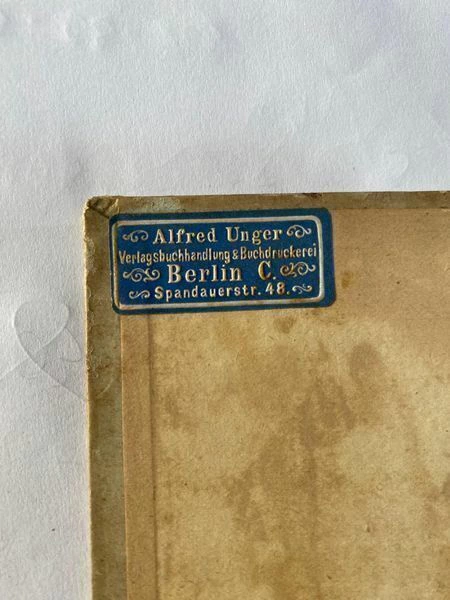 Alfred Unger
Verlagsbuchhandlung & Buchdruckerei
Berlin C.
Spandauerstr. 48.